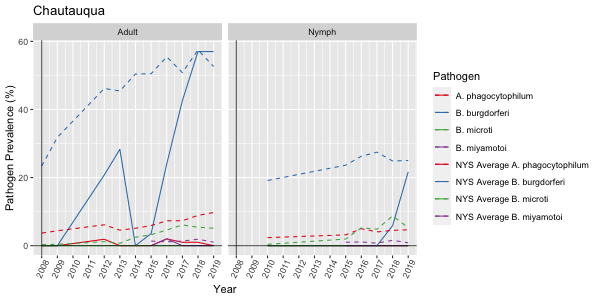 Chautauqua
Adult
Nymph
Pathogen Prevalence (%)
60
40
20
0
2008 2009 2010 2011 2012 2013 2014 2015 2016 2017 2018 2019
2008 2009 2010 2011 2012 2013 2014 2015 2016 2017 2018 2019
Year
Pathogen
A. phagocytophilum
B. burgdorferi
B. microti
B. miyamotoi
NYS Average A. phagocytophilum
NYS Average B. burgdorferi
NYS Average B. microti
NYS Average B. miyamotoi